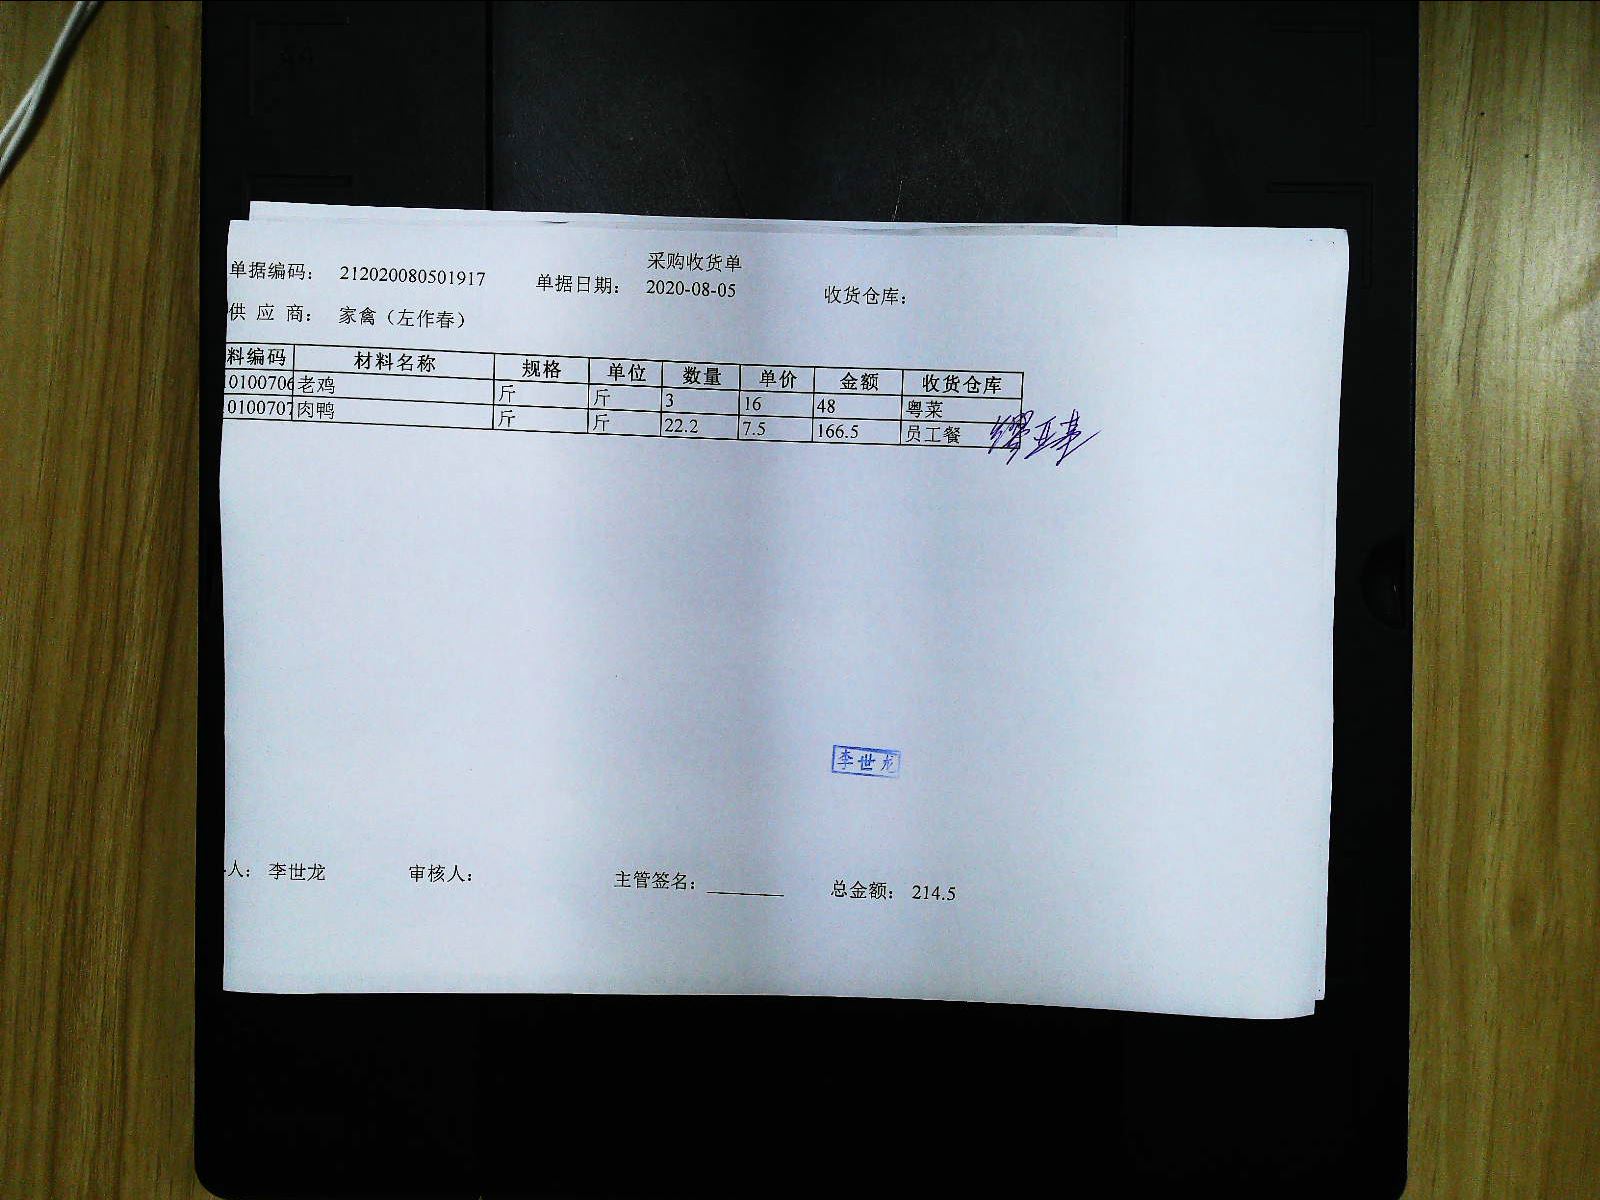 采购收货单
单据编码： 212020080501917 单据日期： 2020-08-05 收货仓库：
供 应 商： 家禽（左作春）
料编码 材料名称 规格 单位 数量 单价 金额 收货仓库
0100706 老鸡 斤 斤 3 16 48 粤菜
0100707 肉鸭 斤 斤 22.2 7.5 166.5 员工餐
李世龙
人： 李世龙 审核人： 主管签名： 总金额： 214.5